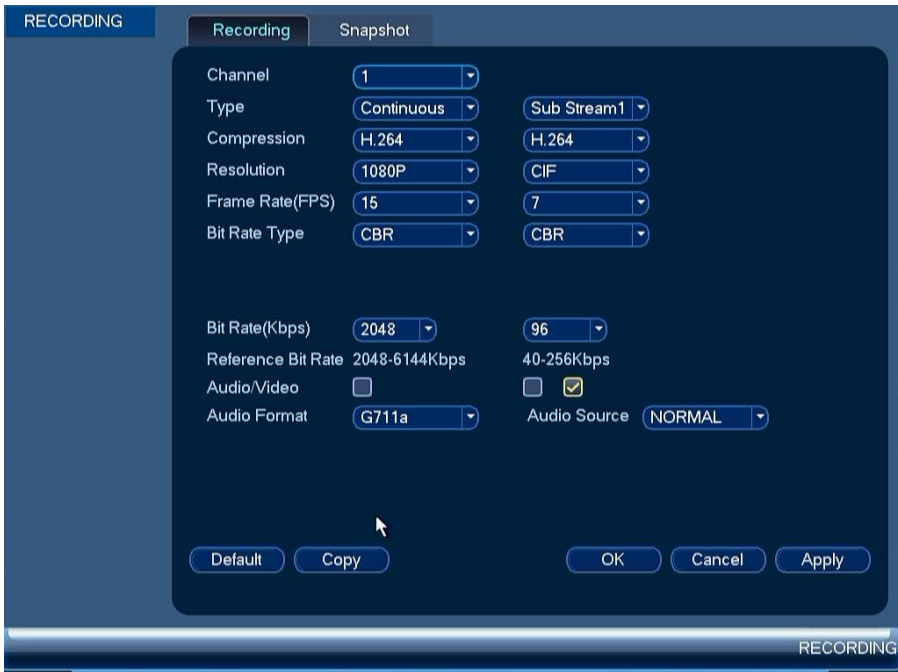 RECORDING
Recording Snapshot
Channel 1
Type Continuous Sub Stream1
Compression H.264 H.264
Resolution 1080P CIF
Frame Rate(FPS) 15 7
Bit Rate Type CBR CBR
Bit Rate(Kbps) 2048 96
Reference Bit Rate 2048-6144Kbps 40-256Kbps
Audio/Video
Audio Format G711a Audio Source NORMAL
Default Copy OK Cancel Apply
RECORDING